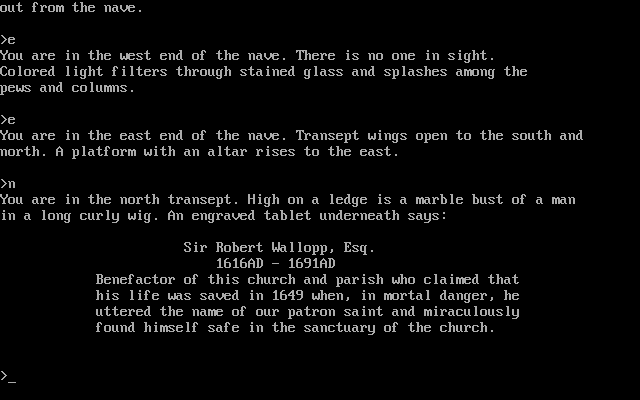 out from the nave.
>e
You are in the west end of the nave. There is no one in sight.
Colored light filters through stained glass and splashes among the
pews and columns.
>e
You are in the east end of the nave. Transept wings open to the south and
north. A platform with an altar rises to the east.
>n
You are in the north transept. High on a ledge is a marble bust of a man
in a long curly wig. An engraved tablet underneath says:
Sir Robert Wallopp, Esq.
1616AD - 1691AD
Benefactor of this church and parish who claimed that
his life was saved in 1649 when, in mortal danger, he
uttered the name of our patron saint and miraculously
found himself safe in the sanctuary of the church.
>_